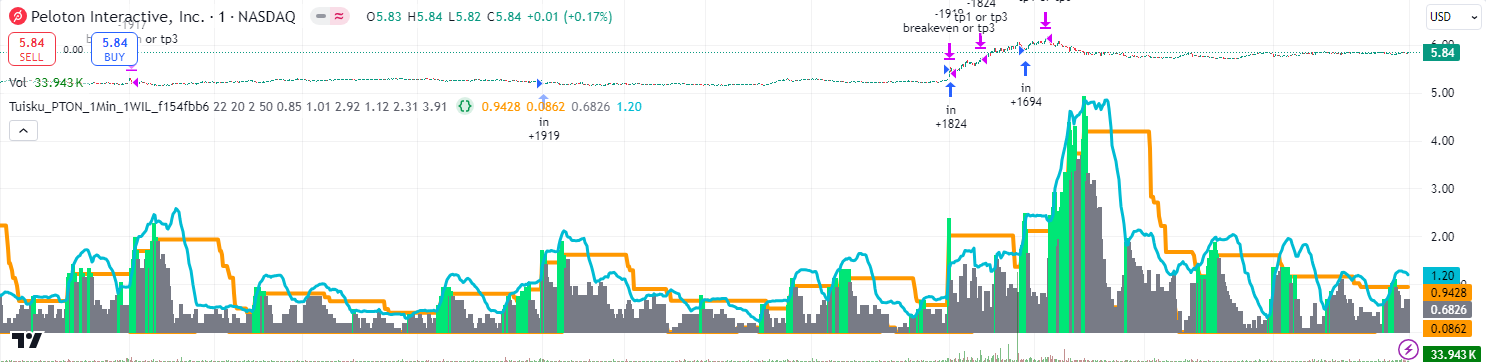 Peloton Interactive, Inc. · 1 · NASDAQ O5.83 H5.84 L5.82 C5.84 +0.01 (+0.17%)
USD
-1917
-1824
tp1 or tp3
breakeven or tp3
or tp3
5.84
SELL
0.00
5.84
BUY
6.00
5.84
Vol 33.943 K
5.00
Tuisku_PTON_1Min_1WIL_f154fbb6 22 20 2 50 0.85 1.01 2.92 1.12 2.31 3.91 {} 0.9428 0.0862 0.6826 1.20
in
+1919
in
+1824
in
+1694
4.00
3.00
2.00
1.20
0.9428
0.6826
0.0862
33.943 K